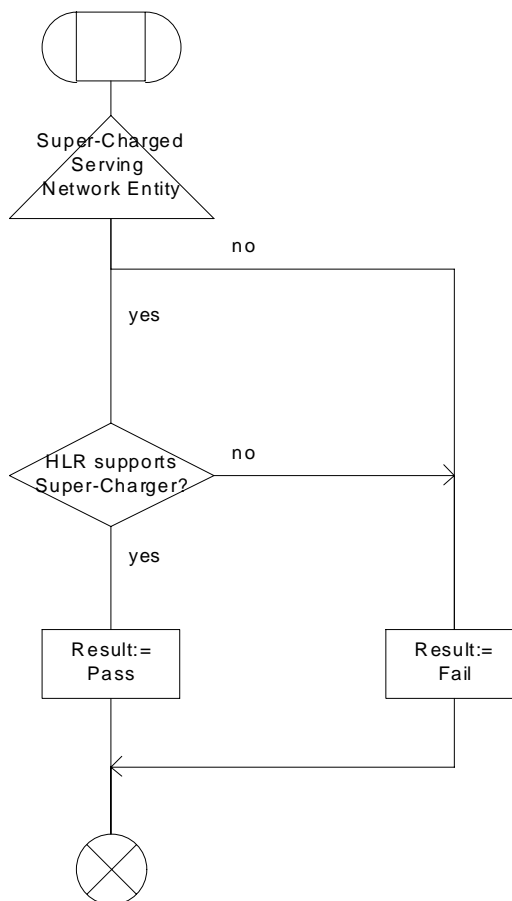 Super-Charged
Serving
Network Entity
no
yes
HLR supports
Super-Charger?
no
yes
Result:=
Pass
Result:=
Fail